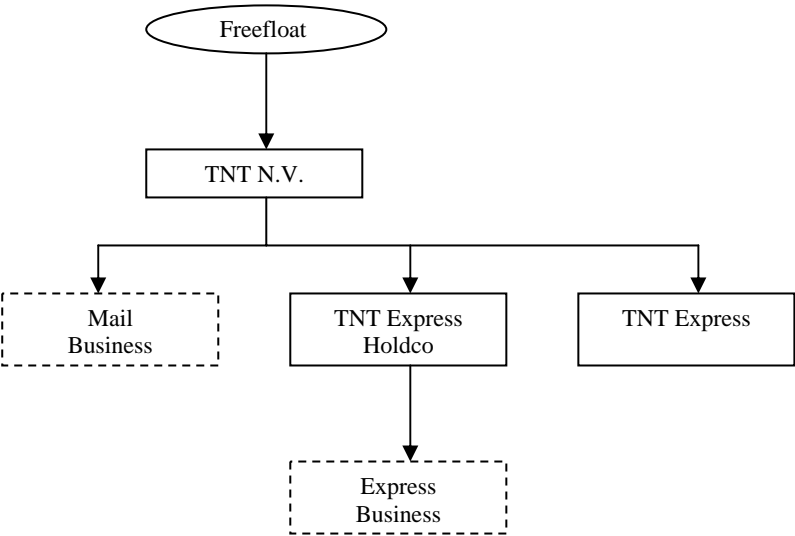 Freefloat
TNT N.V.
Mail
Business
TNT Express
Holdco
TNT Express
Express
Business